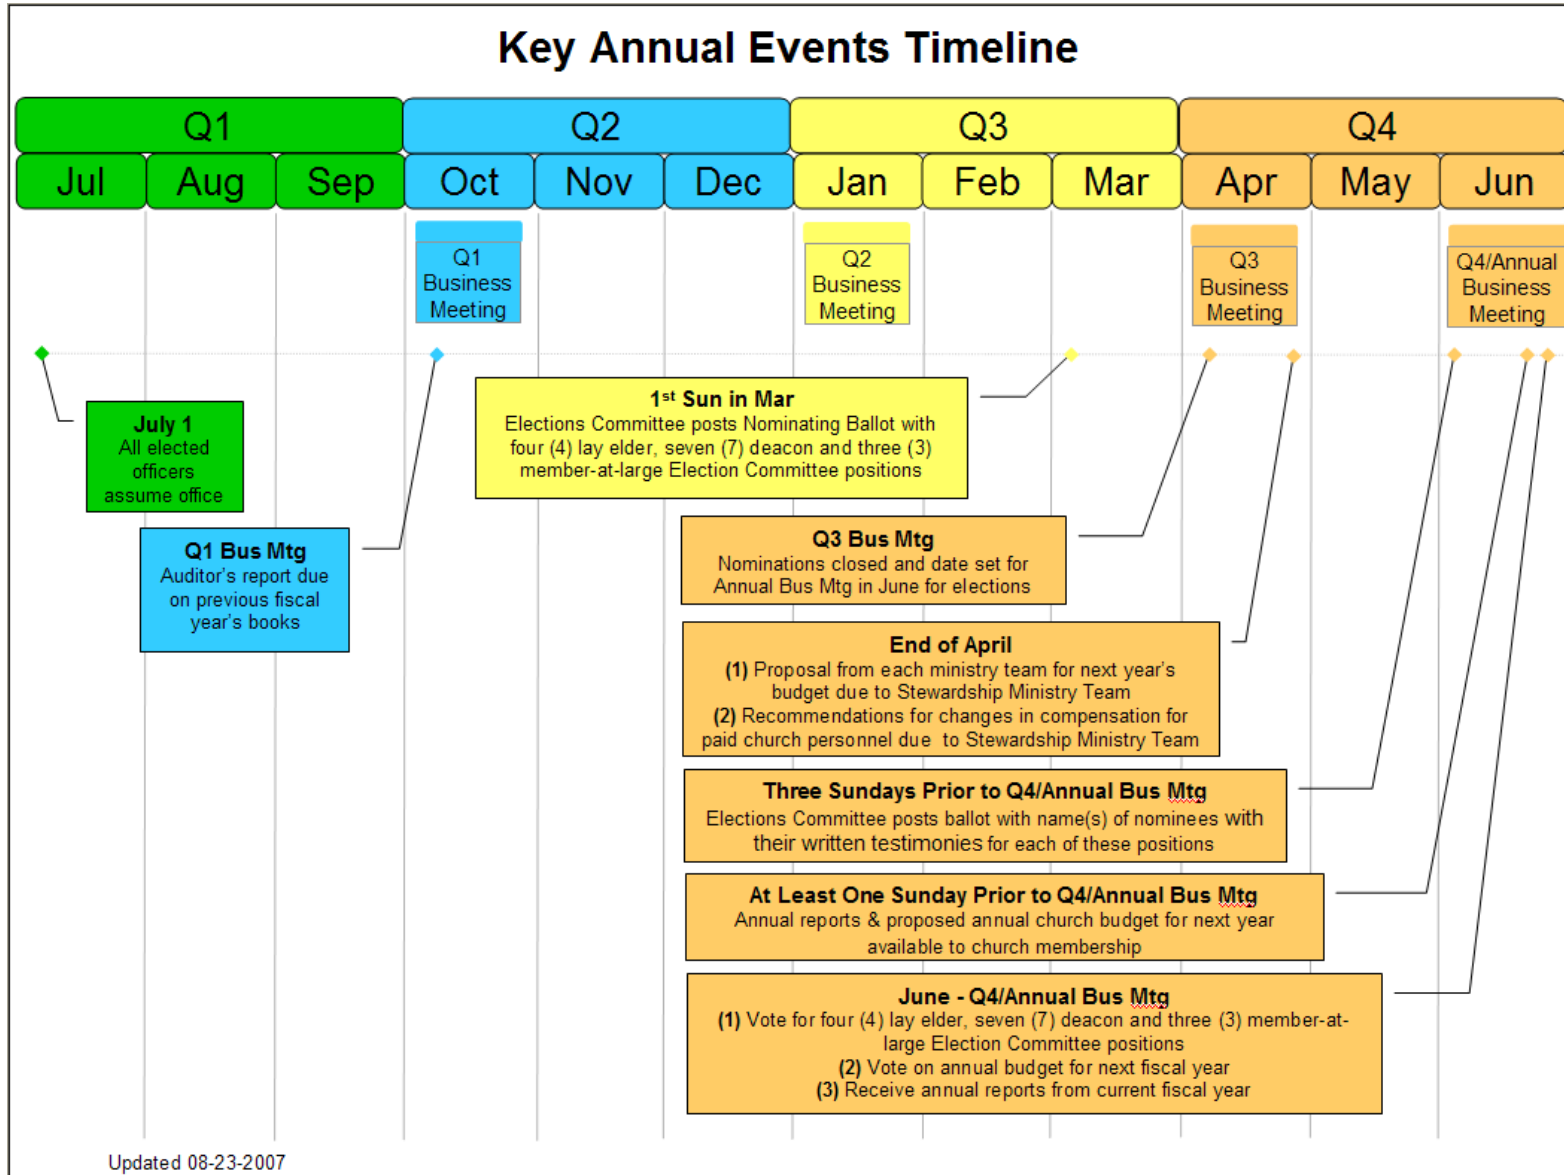 Key Annual Events Timeline
Q1 Q2 Q3 Q4
Jul Aug Sep Oct Nov Dec Jan Feb Mar Apr May Jun
Q1
Business
Meeting
Q2
Business
Meeting
Q3
Business
Meeting
Q4/Annual
Business
Meeting
July 1
All elected
officers
assume office
1st Sun in Mar
Elections Committee posts Nominating Ballot with
four (4) lay elder, seven (7) deacon and three (3)
member-at-large Election Committee positions
Q1 Bus Mtg
Auditor's report due
on previous fiscal
year's books
Q3 Bus Mtg
Nominations closed and date set for
Annual Bus Mtg in June for elections
End of April
(1) Proposal from each ministry team for next year's
budget due to Stewardship Ministry Team
(2) Recommendations for changes in compensation for
paid church personnel due to Stewardship Ministry Team
Three Sundays Prior to Q4/Annual Bus Mtg
Elections Committee posts ballot with name(s) of nominees with
their written testimonies for each of these positions
At Least One Sunday Prior to Q4/Annual Bus Mtg
Annual reports & proposed annual church budget for next year
available to church membership
June - Q4/Annual Bus Mtg
(1) Vote for four (4) lay elder, seven (7) deacon and three (3) member-at-
large Election Committee positions
(2) Vote on annual budget for next fiscal year
(3) Receive annual reports from current fiscal year
Updated 08-23-2007